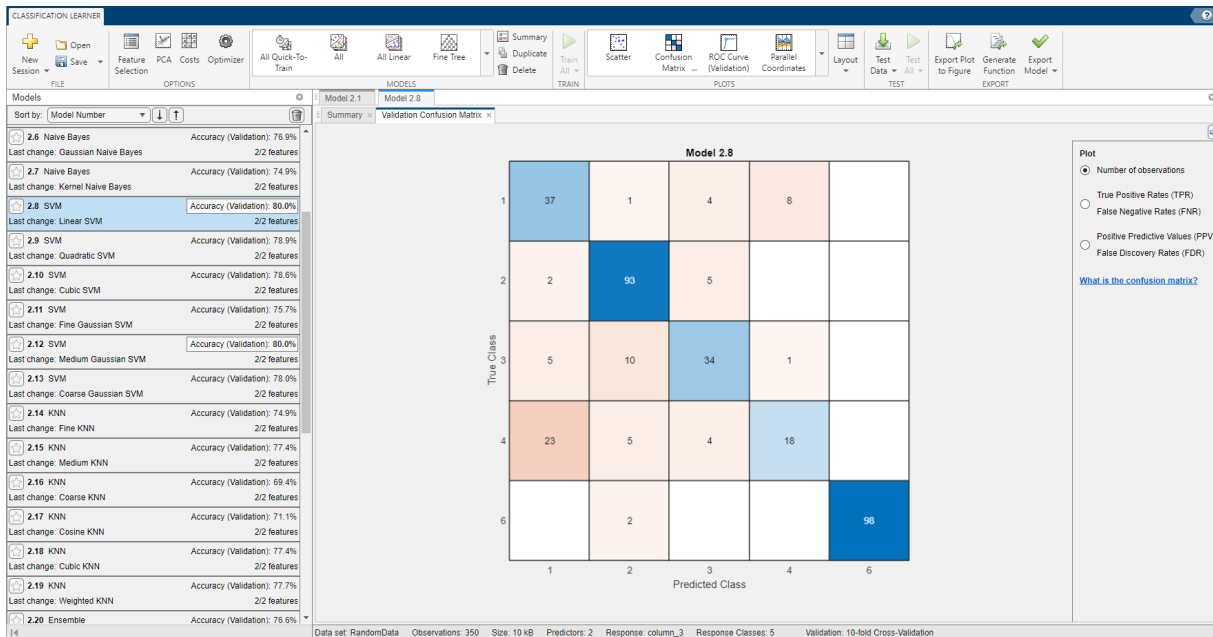 CLASSIFICATION LEARNER
New Session
Open
Save
FILE
Feature Selection
PCA
Costs
Optimizer
OPTIONS
All Quick-To-Train
All
All Linear
Fine Tree
MODELS
Summary
Duplicate
Delete
Train All
TRAIN
Scatter
Confusion Matrix ...
ROC Curve (Validation)
Parallel Coordinates
PLOTS
Layout
Test Data
Test All
TEST
Export Plot to Figure
Generate Function
Export Model
EXPORT
Models
Sort by: Model Number
2.6 Naive Bayes Accuracy (Validation): 76.9%
Last change: Gaussian Naive Bayes 2/2 features
2.7 Naive Bayes Accuracy (Validation): 74.9%
Last change: Kernel Naive Bayes 2/2 features
2.8 SVM Accuracy (Validation): 80.0%
Last change: Linear SVM 2/2 features
2.9 SVM Accuracy (Validation): 78.9%
Last change: Quadratic SVM 2/2 features
2.10 SVM Accuracy (Validation): 78.6%
Last change: Cubic SVM 2/2 features
2.11 SVM Accuracy (Validation): 75.7%
Last change: Fine Gaussian SVM 2/2 features
2.12 SVM Accuracy (Validation): 80.0%
Last change: Medium Gaussian SVM 2/2 features
2.13 SVM Accuracy (Validation): 78.0%
Last change: Coarse Gaussian SVM 2/2 features
2.14 KNN Accuracy (Validation): 74.9%
Last change: Fine KNN 2/2 features
2.15 KNN Accuracy (Validation): 77.4%
Last change: Medium KNN 2/2 features
2.16 KNN Accuracy (Validation): 69.4%
Last change: Coarse KNN 2/2 features
2.17 KNN Accuracy (Validation): 71.1%
Last change: Cosine KNN 2/2 features
2.18 KNN Accuracy (Validation): 77.4%
Last change: Cubic KNN 2/2 features
2.19 KNN Accuracy (Validation): 77.7%
Last change: Weighted KNN 2/2 features
2.20 Ensemble Accuracy (Validation): 76.6%
Model 2.1
Model 2.8
Summary
Validation Confusion Matrix
Model 2.8
True Class
1 37 1 4 8
2 2 93 5
3 5 10 34 1
4 23 5 4 18
6 2 98
1 2 3 4 6
Predicted Class
Plot
Number of observations
True Positive Rates (TPR)
False Negative Rates (FNR)
Positive Predictive Values (PPV
False Discovery Rates (FDR)
What is the confusion matrix?
Data set: RandomData Observations: 350 Size: 10 kB Predictors: 2 Response: column_3 Response Classes: 5 Validation: 10-fold Cross-Validation